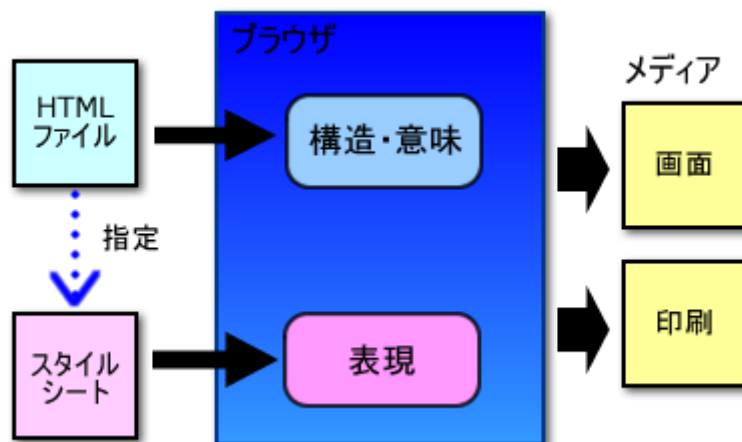 ブラウザ
HTML
ファイル
構造・意味
メディア
画面
指定
スタイル
シート
表現
印刷